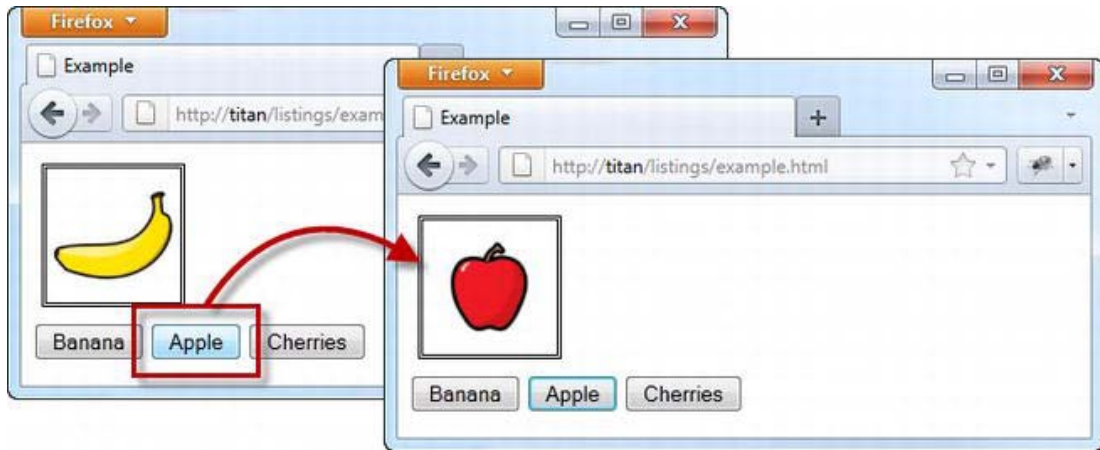 Firefox
Example
http://titan/listings/exam
Banana Apple Cherries
Firefox
Example
http://titan/listings/example.html
Banana Apple Cherries